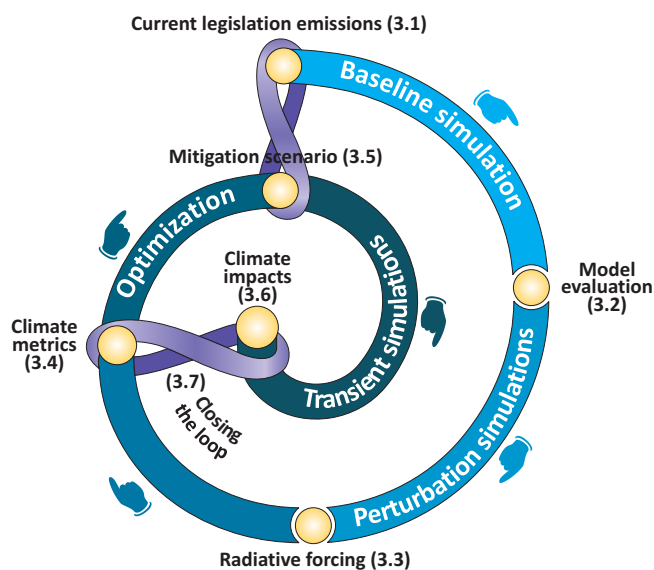 Current legislation emissions (3.1)
Baseline simulation
Mitigation scenario (3.5)
Optimization
Climate
impacts
(3.6)
Transient simulations
Model
evaluation
(3.2)
Climate
metrics
(3.4)
(3.7)
Closing
the loop
Perturbation simulations
Radiative forcing (3.3)